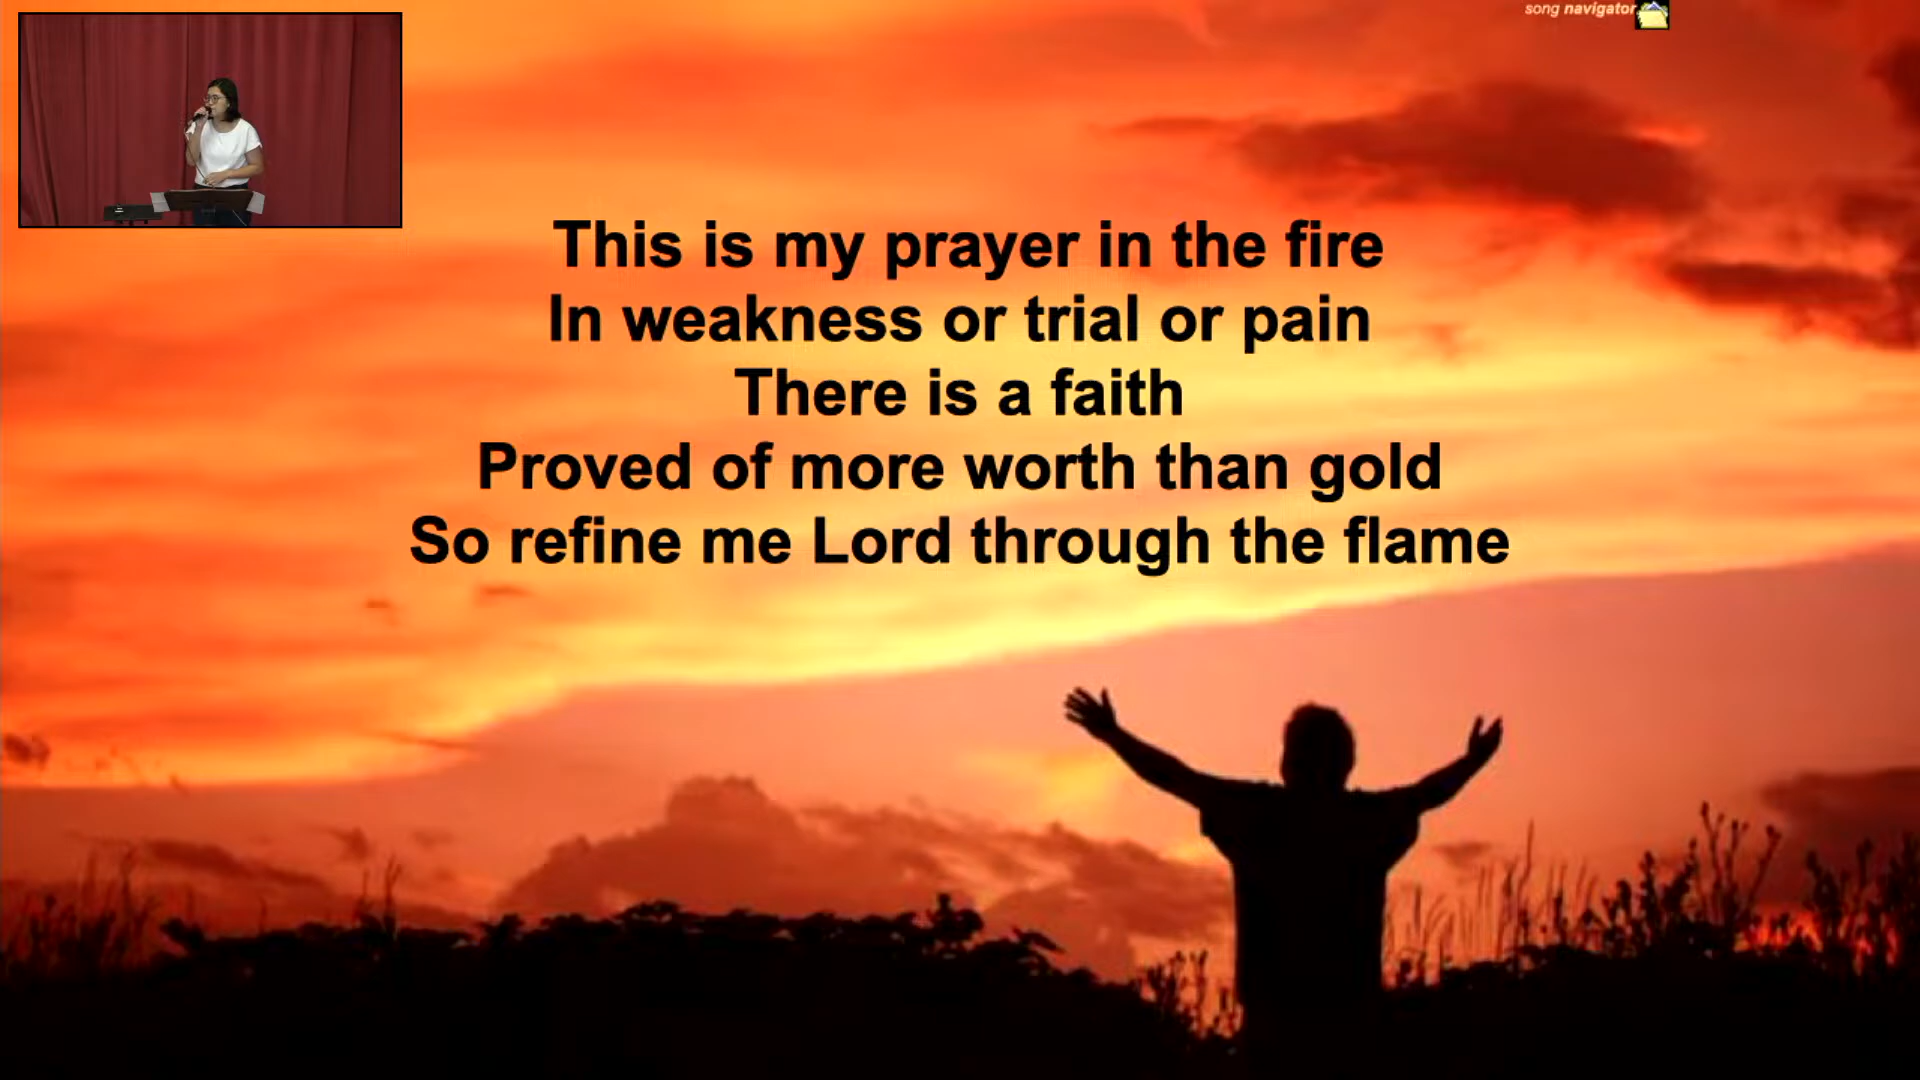 song navigator
This is my prayer in the fire
In weakness or trial or pain
There is a faith
Proved of more worth than gold
So refine me Lord through the flame